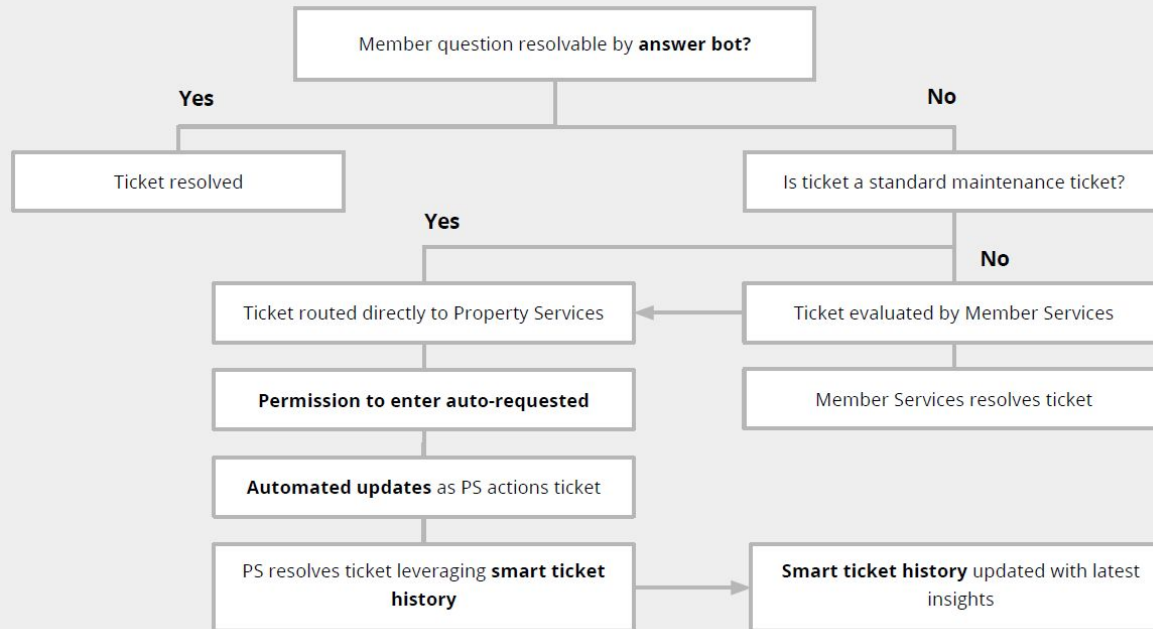 Member question resolvable by answer bot?
Yes
No
Ticket resolved
Is ticket a standard maintenance ticket?
Yes
No
Ticket routed directly to Property Services
Ticket evaluated by Member Services
Permission to enter auto-requested
Member Services resolves ticket
Automated updates as PS actions ticket
PS resolves ticket leveraging smart ticket
history
Smart ticket history updated with latest
insights